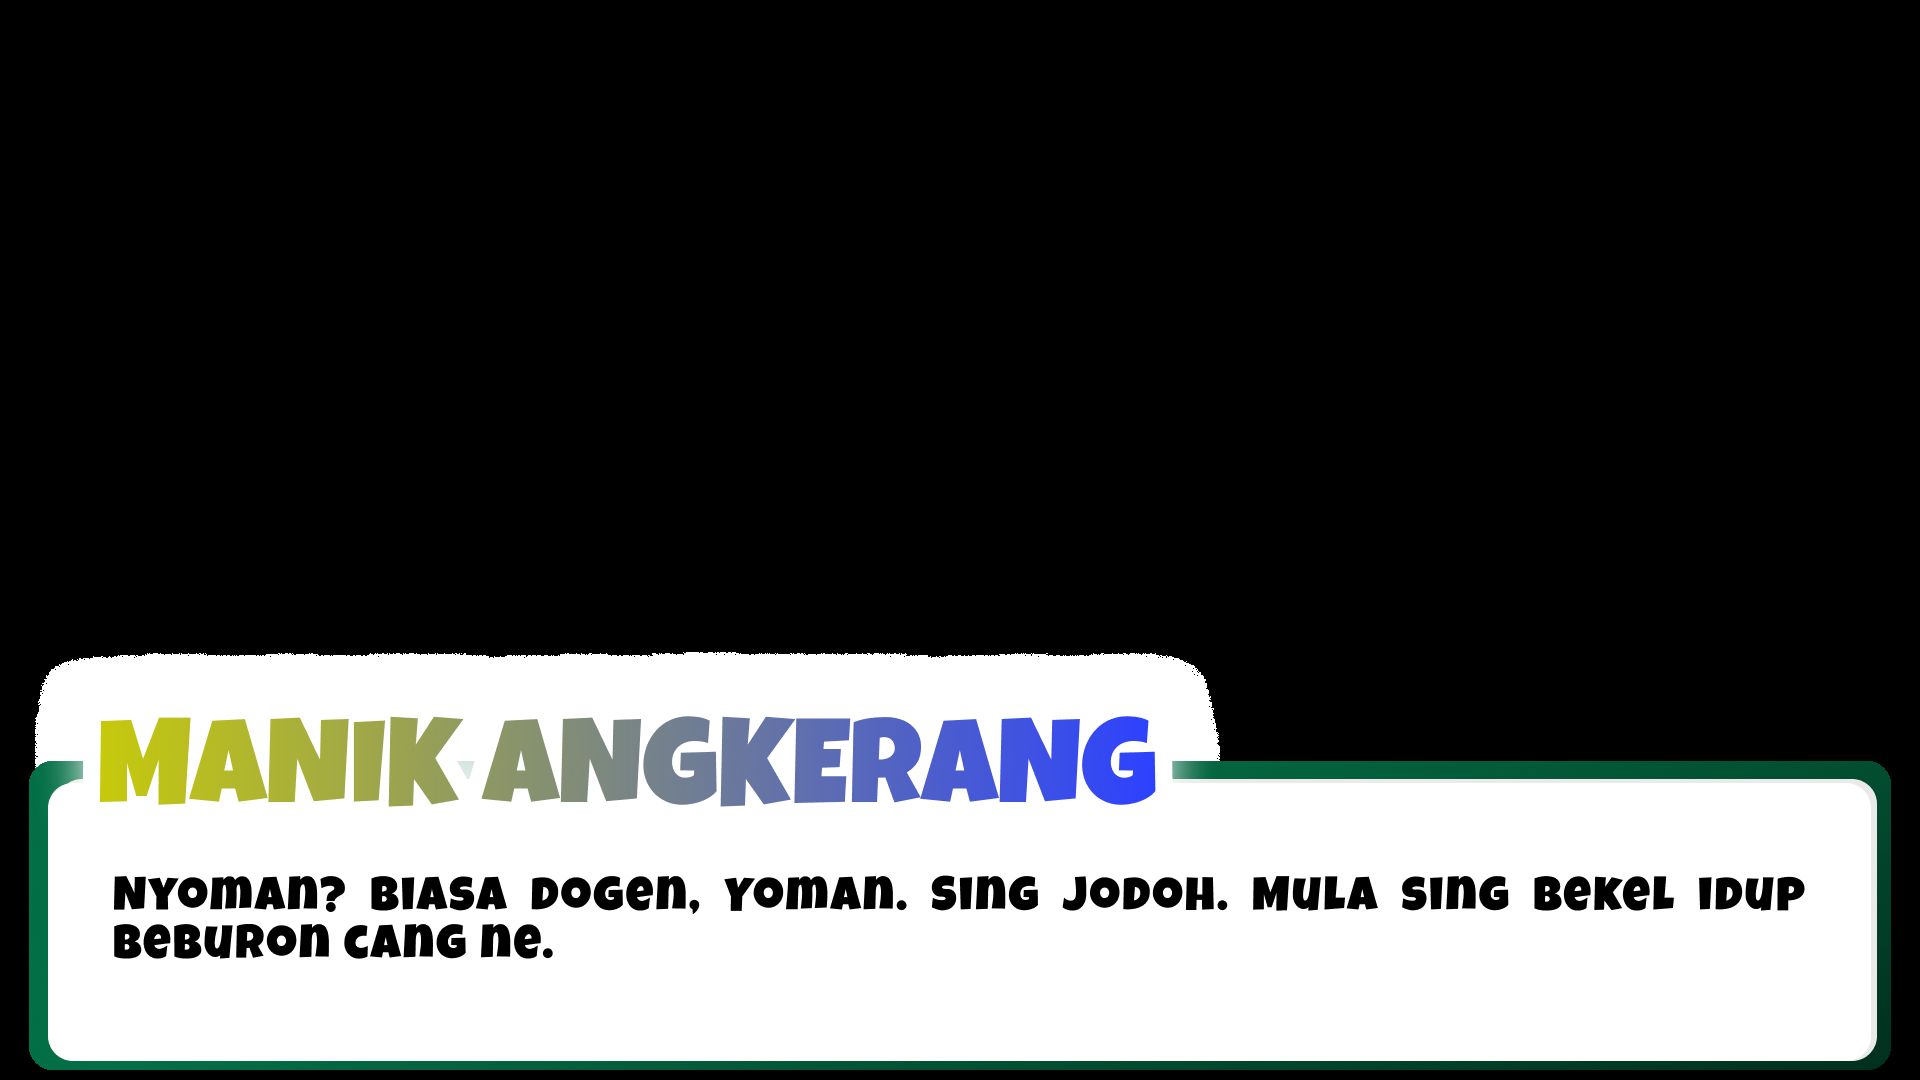 MANIK ANGKERANG
Nyoman? Biasa dogen, Yoman. Sing jodoh. Mula sing bekel idup
beburon cang ne.